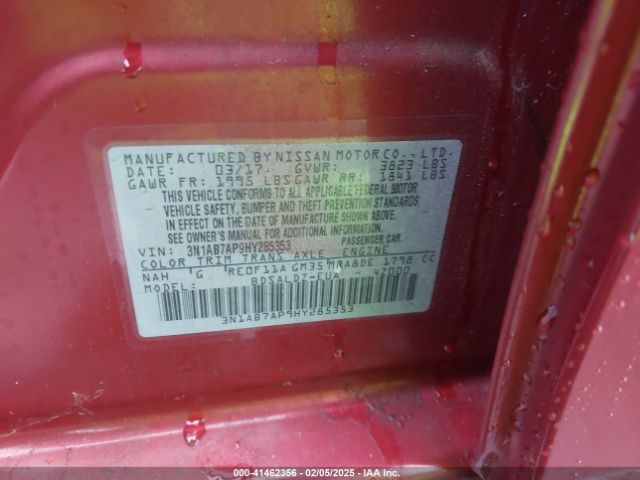 MANUFACTURED BY NISSAN MOTOR CO., LTD.
DATE: 03/17 GVWR: 3823 LBS
GAWR FR: 1995 LBS GAWR RR: 1841 LBS
THIS VEHICLE CONFORMS TO ALL APPLICABLE FEDERAL MOTOR
VEHICLE SAFETY, BUMPER AND THEFT PREVENTION STANDARDS
IN EFFECT ON THE DATE OF MANUFACTURE SHOWN ABOVE.
SEE OWNER'S MANUAL FOR ADDITIONAL INFORMATION.
VIN: 3N1AB7AP9HY285353 PASSENGER CAR
COLOR TRIM TRANS AXLE ENGINE
NAH G RE0F11A GM35 MRA8DE 1798 CC
MODEL: BDSALDZ-EUA - 47000
3N1AB7AP9HY285353
000-41462356 - 02/05/2025 - IAA Inc.